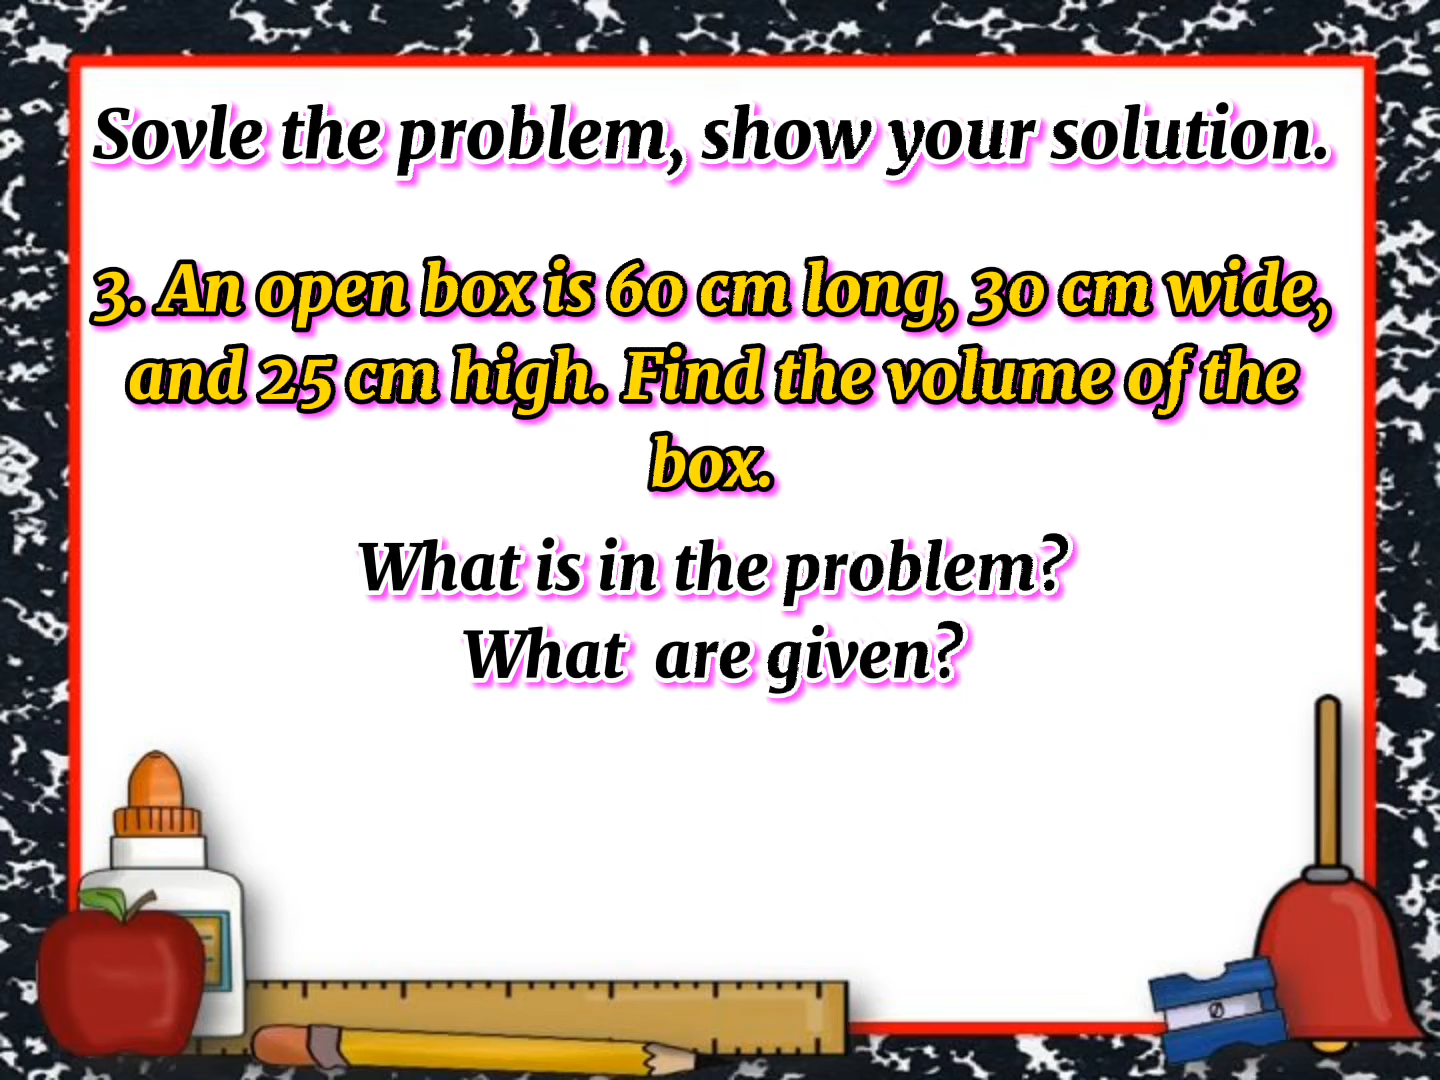 Sovle the problem, show your solution.
3. An open box is 60 cm long, 30 cm wide,
and 25 cm high. Find the volume of the
box.
What is in the problem?
What are given?